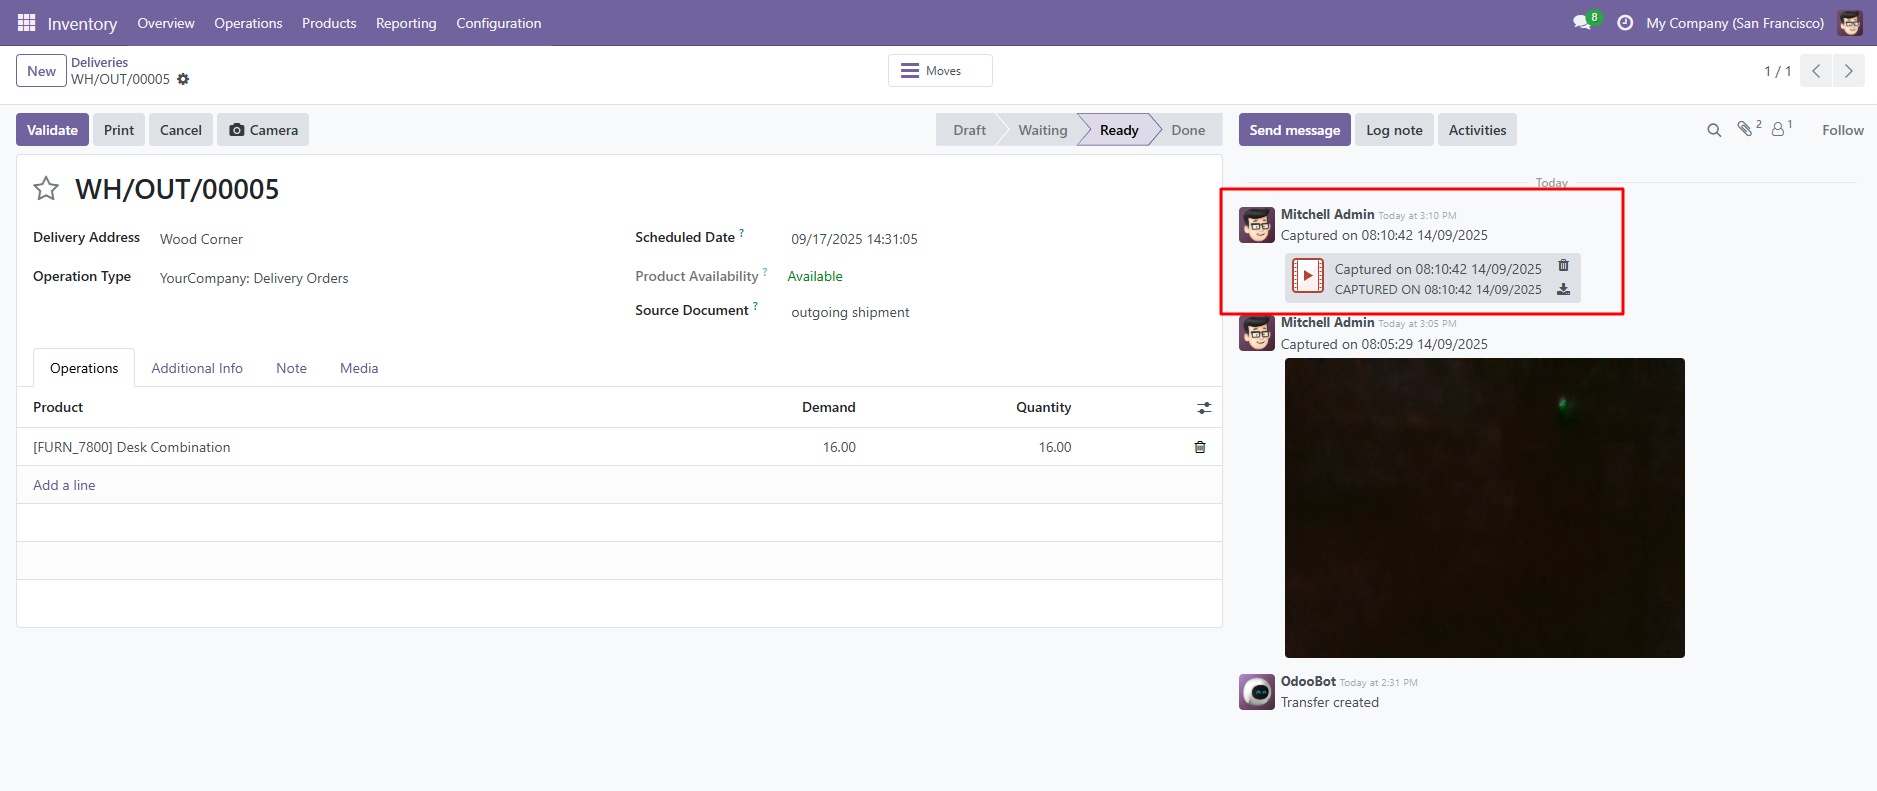 Inventory Overview Operations Products Reporting Configuration 8 My Company (San Francisco)
New Deliveries
WH/OUT/00005
Moves
1 / 1
Validate Print Cancel Camera
Draft Waiting Ready Done
Send message Log note Activities 2 1 Follow
WH/OUT/00005
Delivery Address Wood Corner
Operation Type YourCompany: Delivery Orders
Scheduled Date ? 09/17/2025 14:31:05
Product Availability ? Available
Source Document ? outgoing shipment
Operations Additional Info Note Media
Product Demand Quantity
[FURN_7800] Desk Combination 16.00 16.00
Add a line
Today
Mitchell Admin Today at 3:10 PM
Captured on 08:10:42 14/09/2025
Captured on 08:10:42 14/09/2025
CAPTURED ON 08:10:42 14/09/2025
Mitchell Admin Today at 3:05 PM
Captured on 08:05:29 14/09/2025
OdooBot Today at 2:31 PM
Transfer created